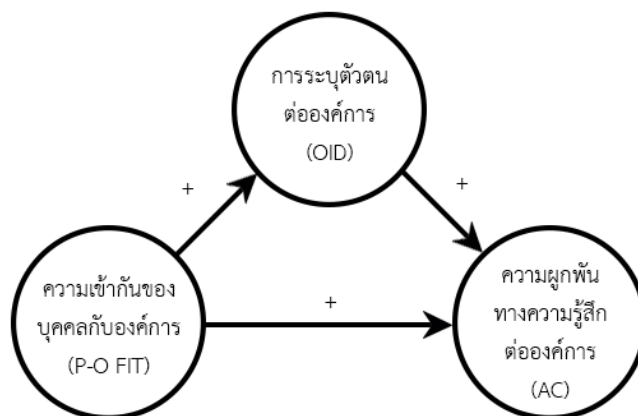 การระบุตัวตน
ต่อองค์การ
(OID)
+
+
ความเข้ากันของ
บุคคลกับองค์การ
(P-O FIT)
+
ความผูกพัน
ทางความรู้สึก
ต่อองค์การ
(AC)